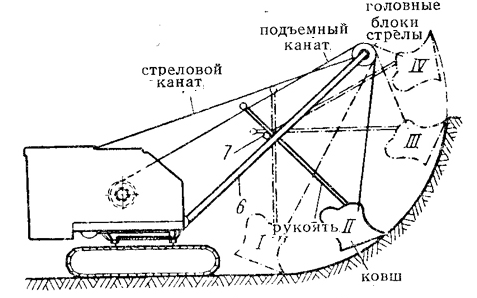 головные
блоки
стрелы
подъемный
канат
стреловой
канат
IV
III
7
6
рукоять
II
I
ковш